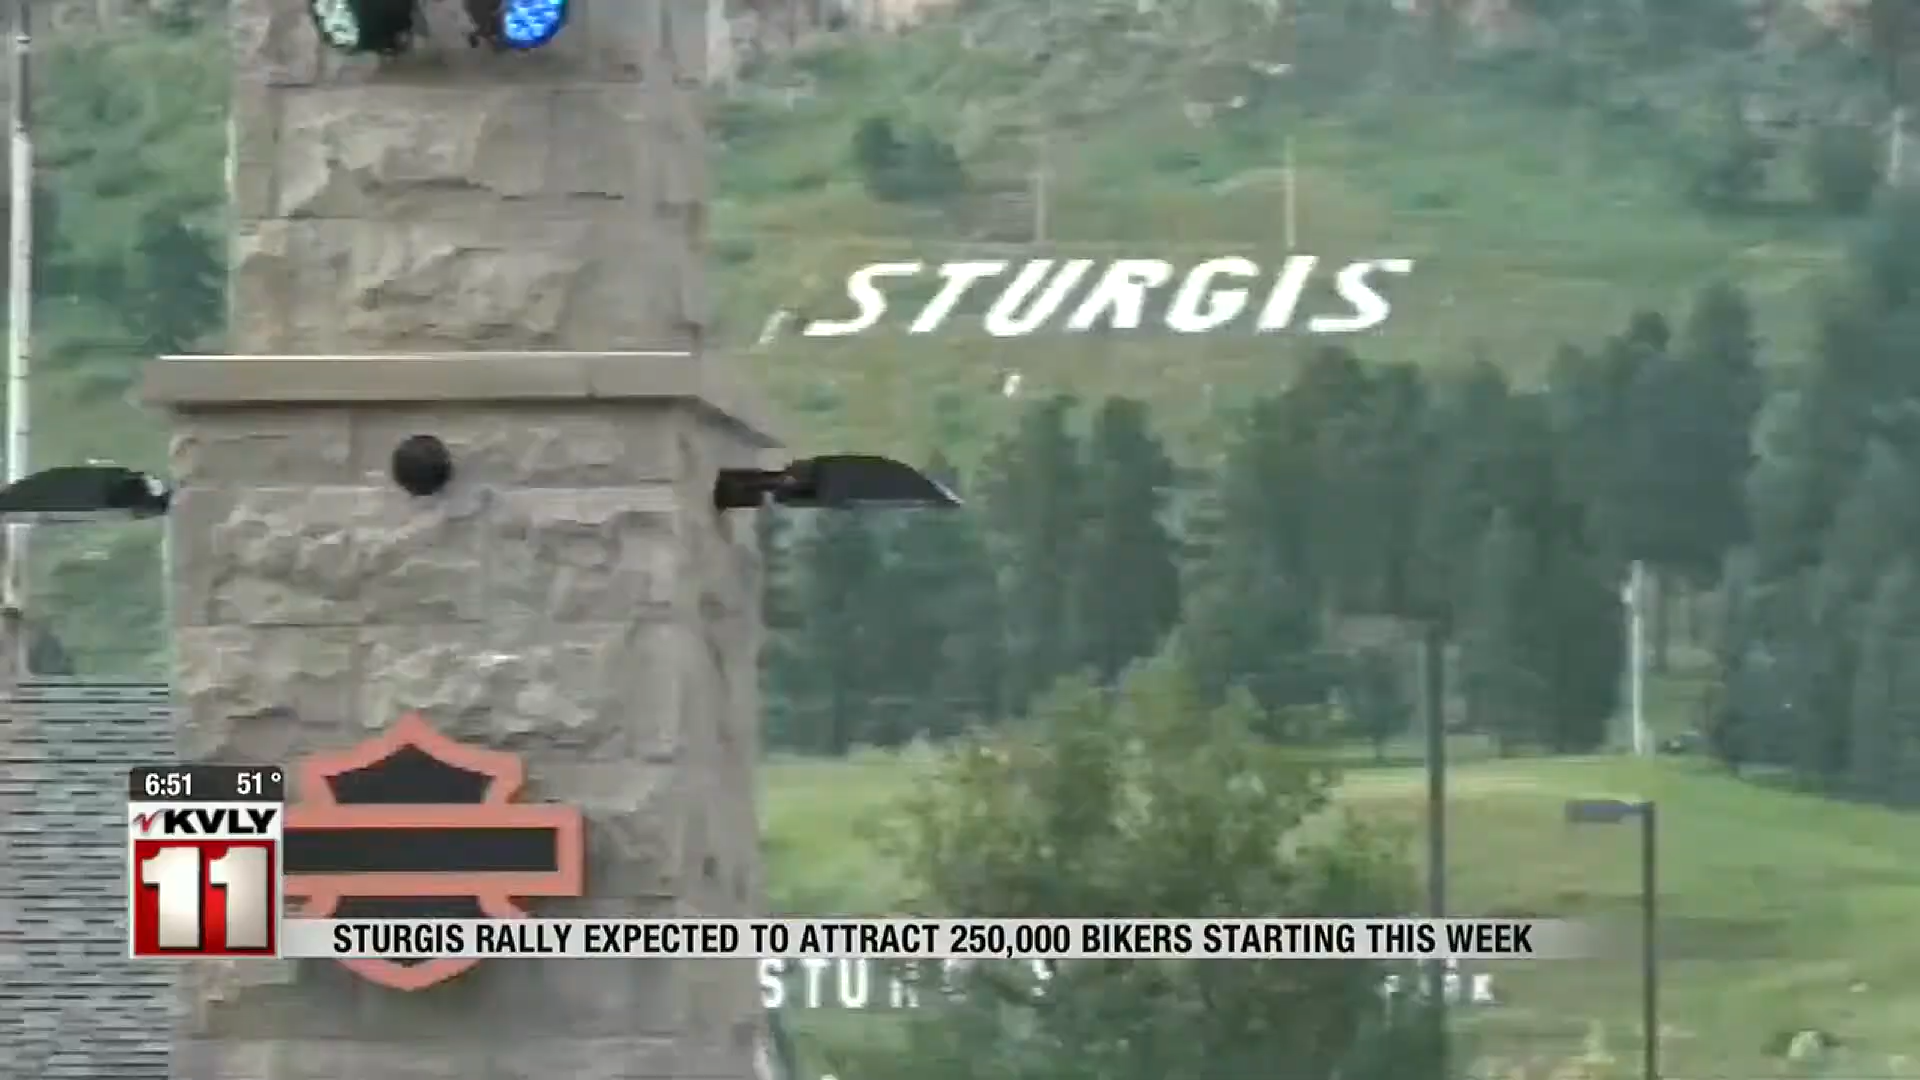 STURGIS
6:51 51°
KVLY
11
STURGIS RALLY EXPECTED TO ATTRACT 250,000 BIKERS STARTING THIS WEEK